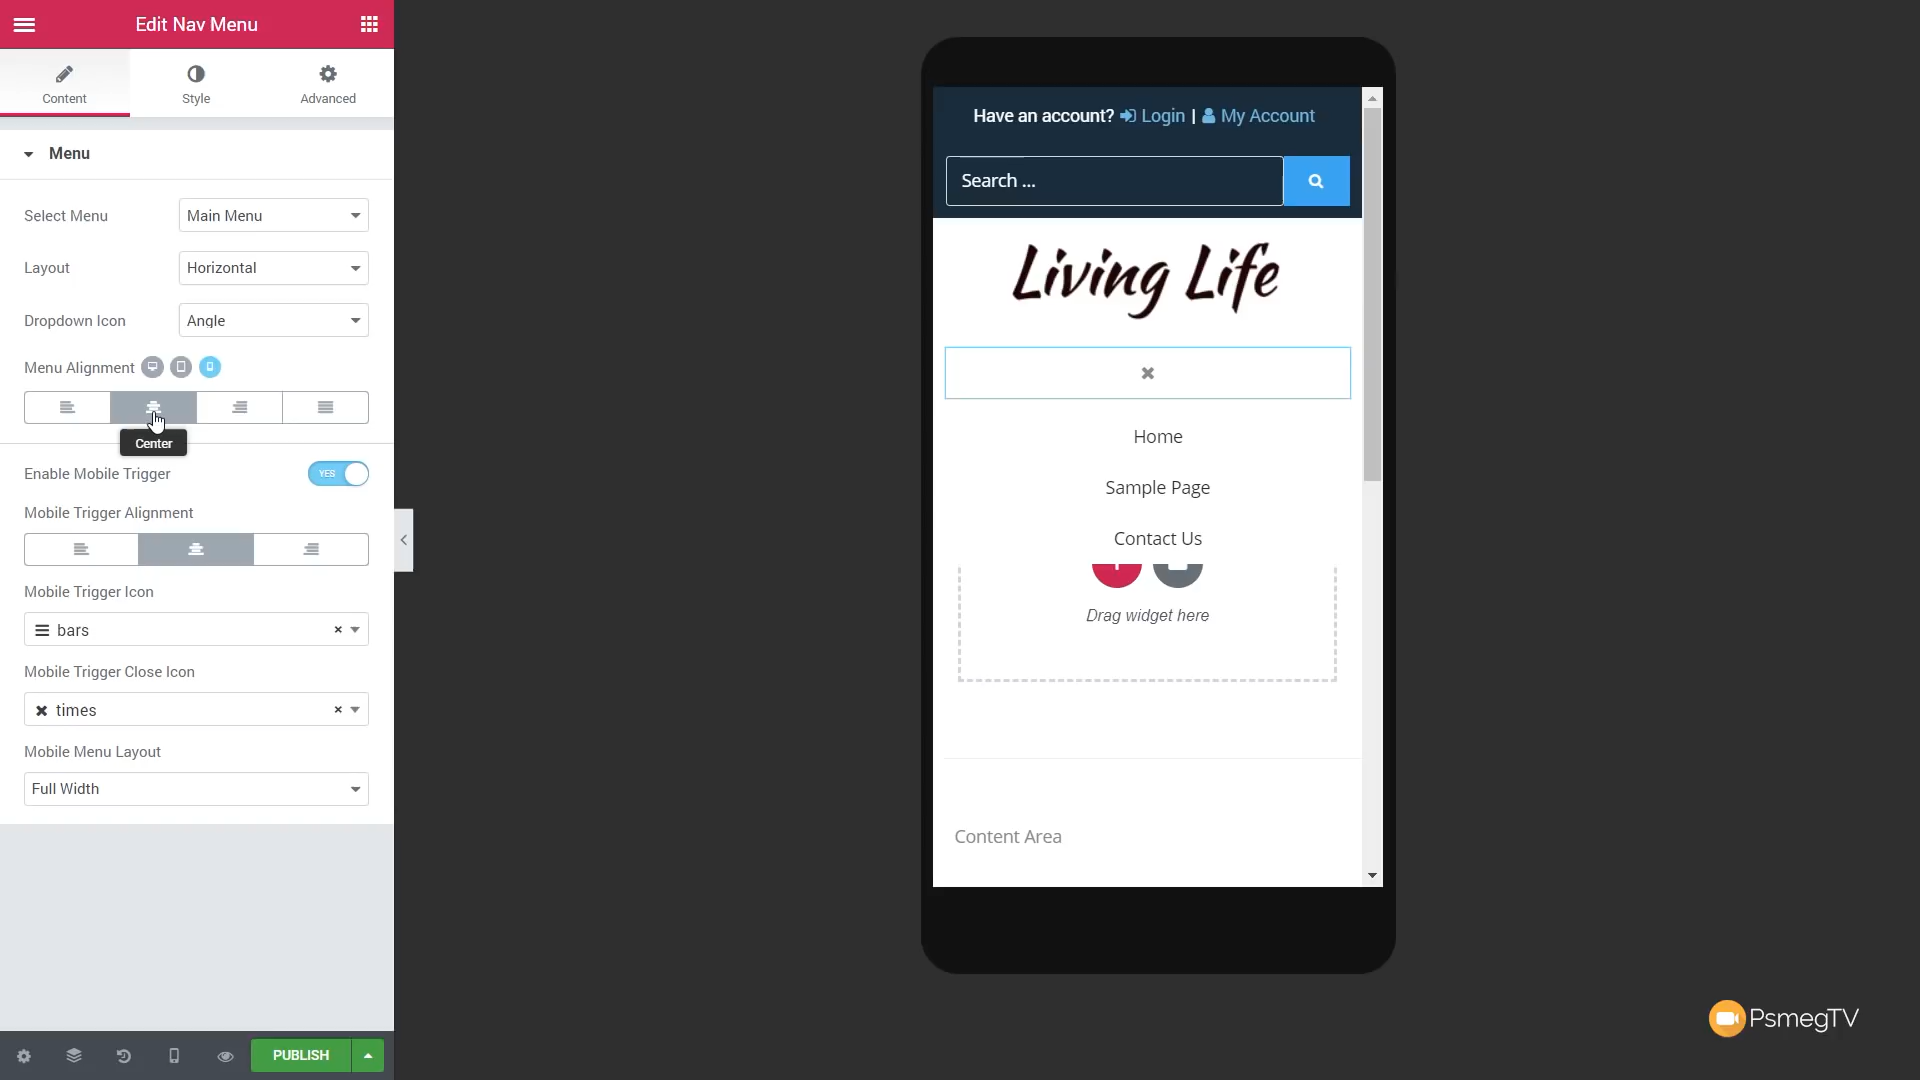 Edit Nav Menu
Content
Style
Advanced
Menu
Select Menu
Main Menu
Layout
Horizontal
Dropdown Icon
Angle
Menu Alignment
Center
Enable Mobile Trigger
YES
Mobile Trigger Alignment
Mobile Trigger Icon
bars
Mobile Trigger Close Icon
times
Mobile Menu Layout
Full Width
PUBLISH
Have an account? Login | My Account
Search ...
Living Life
Home
Sample Page
Contact Us
Drag widget here
Content Area
PsmegTV